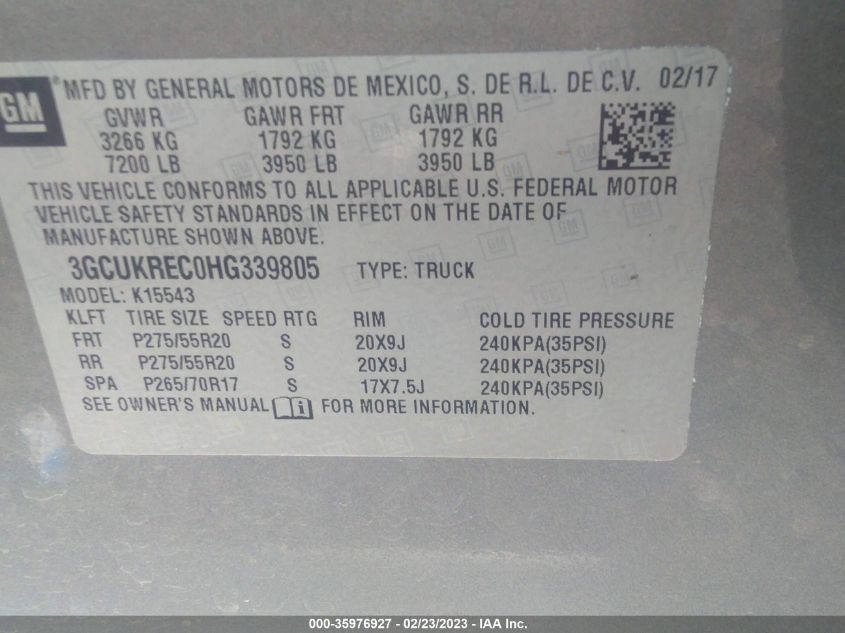 GM
® MFD BY GENERAL MOTORS DE MEXICO, S. DE R.L. DE C.V. 02/17
GVWR GAWR FRT GAWR RR
3266 KG 1792 KG 1792 KG
7200 LB 3950 LB 3950 LB
THIS VEHICLE CONFORMS TO ALL APPLICABLE U.S. FEDERAL MOTOR
VEHICLE SAFETY STANDARDS IN EFFECT ON THE DATE OF
MANUFACTURE SHOWN ABOVE.
3GCUKREC0HG339805 TYPE: TRUCK
MODEL: K15543
KLFT TIRE SIZE SPEED RTG RIM COLD TIRE PRESSURE
FRT P275/55R20 S 20X9J 240KPA(35PSI)
RR P275/55R20 S 20X9J 240KPA(35PSI)
SPA P265/70R17 S 17X7.5J 240KPA(35PSI)
SEE OWNER'S MANUAL i FOR MORE INFORMATION.
000-35976927 - 02/23/2023 - IAA Inc.